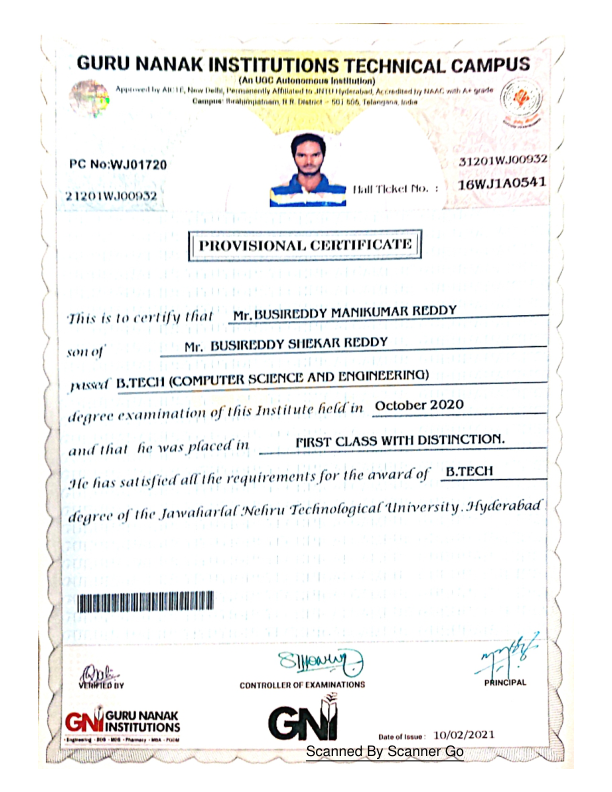 GURU NANAK INSTITUTIONS TECHNICAL CAMPUS
(An UGC Autonomous Institution)
Approved by AICTE, New Delhi, Permanently Affiliated to JNTU Hyderabad, Accredited by NAAC with A+ grade
Campus: Ibrahimpatnam, R.R. District - 501 506, Telangana, India
PC No:WJ01720
31201WJ00932
21201WJ00932
Hall Ticket No. : 16WJ1A0541
PROVISIONAL CERTIFICATE
This is to certify that Mr.BUSIREDDY MANIKUMAR REDDY
son of Mr. BUSIREDDY SHEKAR REDDY
passed B.TECH (COMPUTER SCIENCE AND ENGINEERING)
degree examination of this Institute held in October 2020
and that he was placed in FIRST CLASS WITH DISTINCTION.
He has satisfied all the requirements for the award of B.TECH
degree of the Jawaharlal Nehru Technological University, Hyderabad
VERIFIED BY
CONTROLLER OF EXAMINATIONS
PRINCIPAL
GNI GURU NANAK INSTITUTIONS
Engineering - BDS - MDS - Pharmacy - MBA - PGDM
GNI
Date of Issue : 10/02/2021
Scanned By Scanner Go